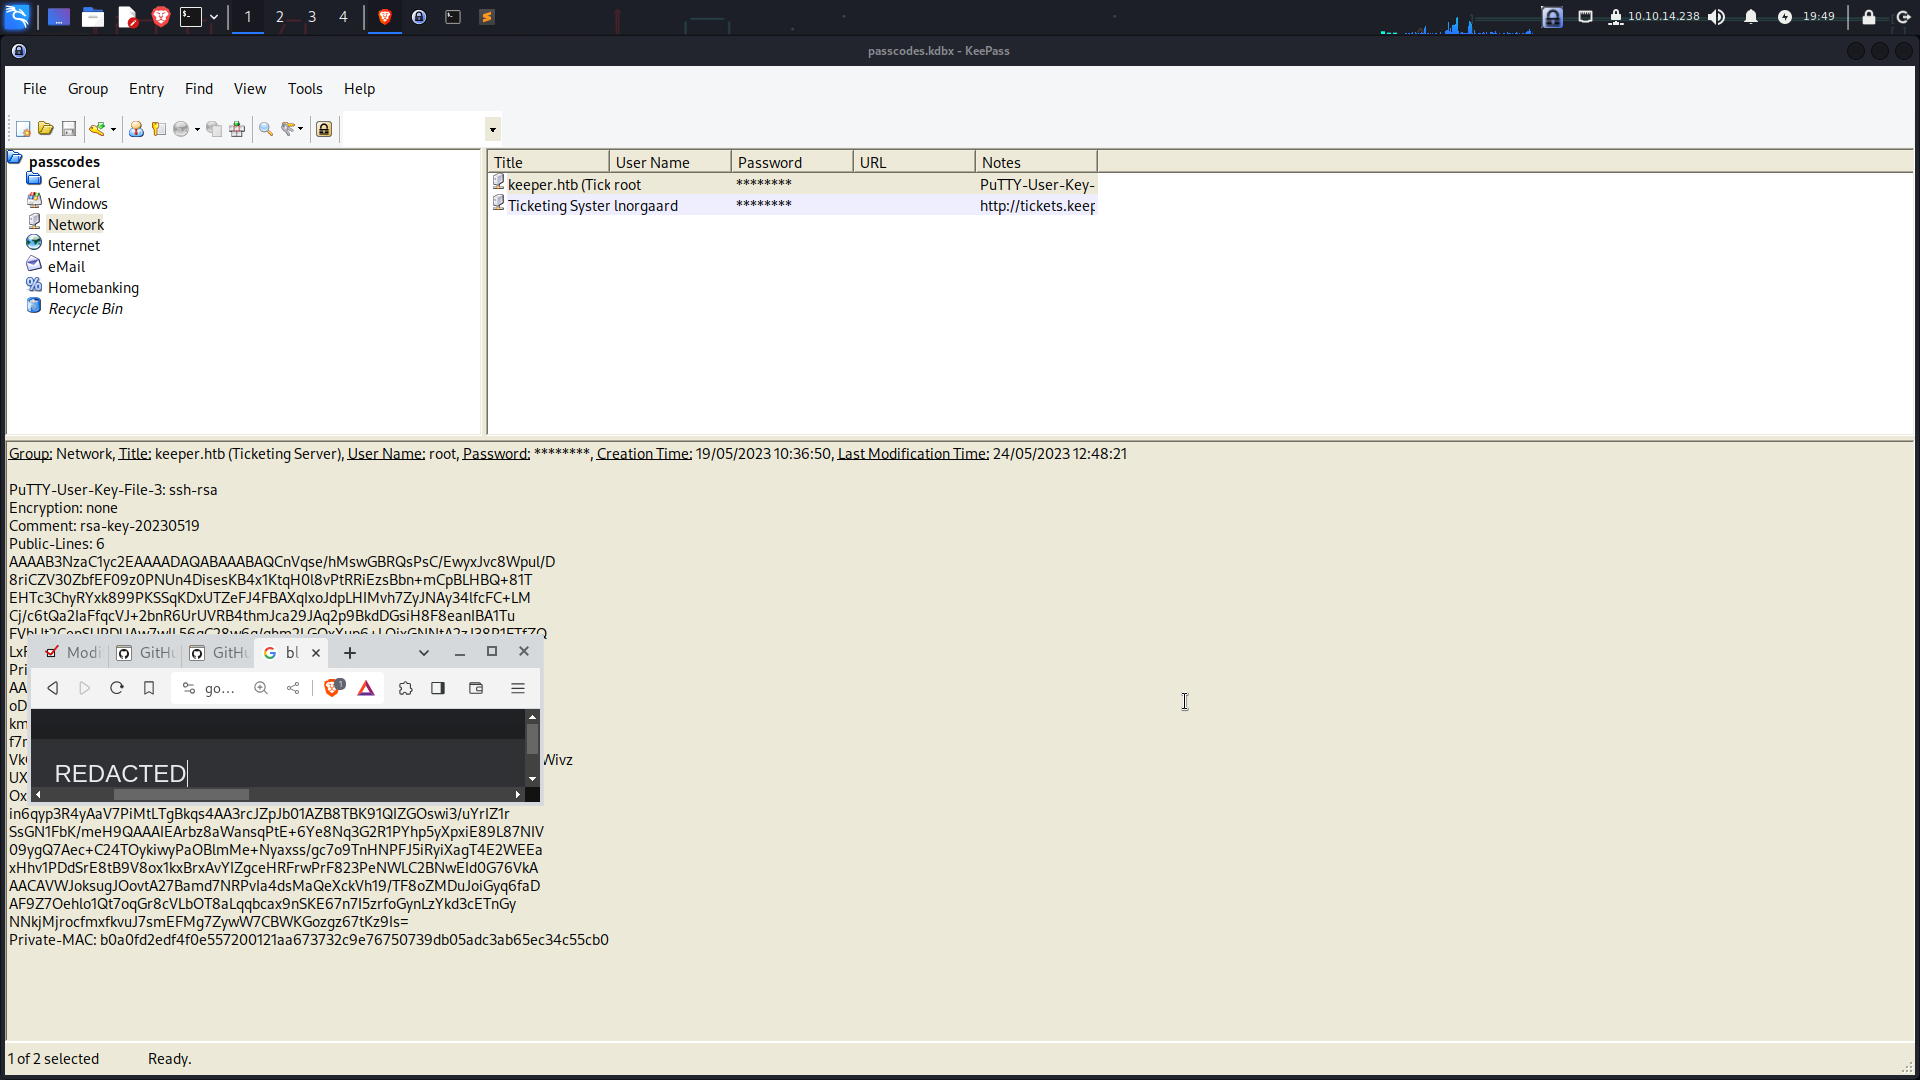 1 2 3 4 10.10.14.238 19:49
passcodes.kdbx - KeePass
File Group Entry Find View Tools Help
passcodes
General
Windows
Network
Internet
eMail
Homebanking
Recycle Bin
Title User Name Password URL Notes
keeper.htb (Tick root ******** PuTTY-User-Key-
Ticketing Syster lnorgaard ******** http://tickets.keep
Group: Network, Title: keeper.htb (Ticketing Server), User Name: root, Password: ********, Creation Time: 19/05/2023 10:36:50, Last Modification Time: 24/05/2023 12:48:21
PuTTY-User-Key-File-3: ssh-rsa
Encryption: none
Comment: rsa-key-20230519
Public-Lines: 6
AAAAB3NzaC1yc2EAAAADAQABAAABAQCnVqse/hMswGBRQsPsC/EwyxJvc8Wpul/D
8riCZV30ZbfEF09z0PNUn4DisesKB4x1KtqH0l8vPtRRiEzsBbn+mCpBLHBQ+81T
EHTc3ChyRYxk899PKSSqKDxUTZeFJ4FBAXqIxoJdpLHIMvh7ZyJNAy34lfcFC+LM
Cj/c6tQa2IaFfqcVJ+2bnR6UrUVRB4thmJca29JAq2p9BkdDGsiH8F8eanIBA1Tu
FVbUt2CenSUPDUAw7wIL56qC28w6q/qhm2LGOxXup6+LOjxGNNtA2zJ38P1FTfZQ
LxF
Pri
AA
oD
km
f7r
Vk Wivz
UX
Ox
Modi GitHu GitHu bl
go...
1
REDACTED
in6qyp3R4yAaV7PiMtLTgBkqs4AA3rcJZpJb01AZB8TBK91QIZGOswi3/uYrIZ1r
SsGN1FbK/meH9QAAAIEArbz8aWansqPtE+6Ye8Nq3G2R1PYhp5yXpxiE89L87NIV
09ygQ7Aec+C24TOykiwyPaOBlmMe+Nyaxss/gc7o9TnHNPFJ5iRyiXagT4E2WEEa
xHhv1PDdSrE8tB9V8ox1kxBrxAvYIZgceHRFrwPrF823PeNWLC2BNwEId0G76VkA
AACAVWJoksugJOovtA27Bamd7NRPvIa4dsMaQeXckVh19/TF8oZMDuJoiGyq6faD
AF9Z7Oehlo1Qt7oqGr8cVLbOT8aLqqbcax9nSKE67n7I5zrfoGynLzYkd3cETnGy
NNkjMjrocfmxfkvuJ7smEFMg7ZywW7CBWKGozgz67tKz9Is=
Private-MAC: b0a0fd2edf4f0e557200121aa673732c9e76750739db05adc3ab65ec34c55cb0
1 of 2 selected Ready.